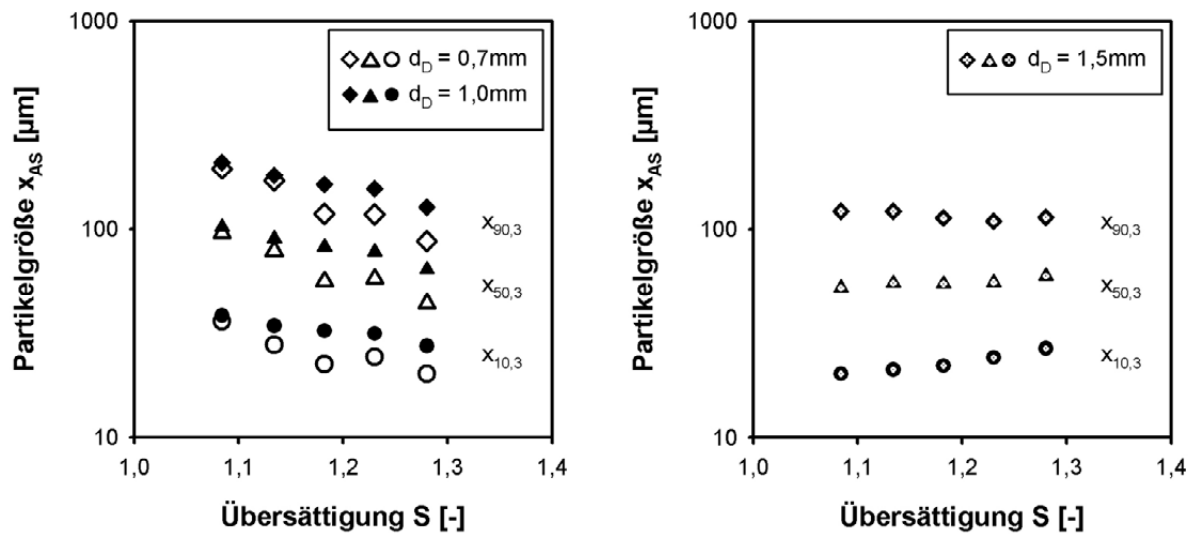 1000
100
10
Partikelgröße x_AS [µm]
d_D = 0,7mm
d_D = 1,0mm
x_90,3
x_50,3
x_10,3
1,0 1,1 1,2 1,3 1,4
Übersättigung S [-]
1000
100
10
Partikelgröße x_AS [µm]
d_D = 1,5mm
x_90,3
x_50,3
x_10,3
1,0 1,1 1,2 1,3 1,4
Übersättigung S [-]